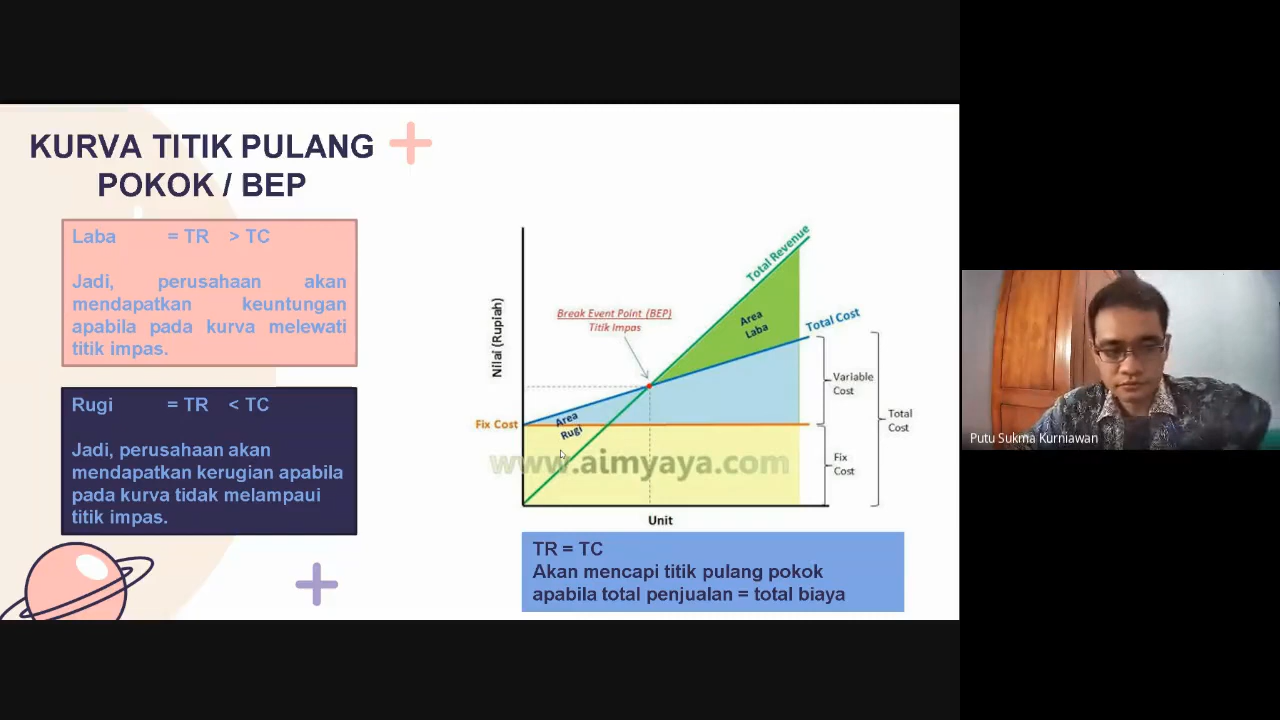 KURVA TITIK PULANG
POKOK / BEP
Laba = TR > TC
Jadi, perusahaan akan
mendapatkan keuntungan
apabila pada kurva melewati
titik impas.
Rugi = TR < TC
Jadi, perusahaan akan
mendapatkan kerugian apabila
pada kurva tidak melampaui
titik impas.
Nilai (Rupiah)
Break Event Point (BEP)
Titik Impas
Total Revenue
Area
Laba
Total Cost
Variable
Cost
Total
Cost
Fix Cost
Area
Rugi
Fix
Cost
www.aimyaya.com
Unit
TR = TC
Akan mencapi titik pulang pokok
apabila total penjualan = total biaya
Putu Sukma Kurniawan